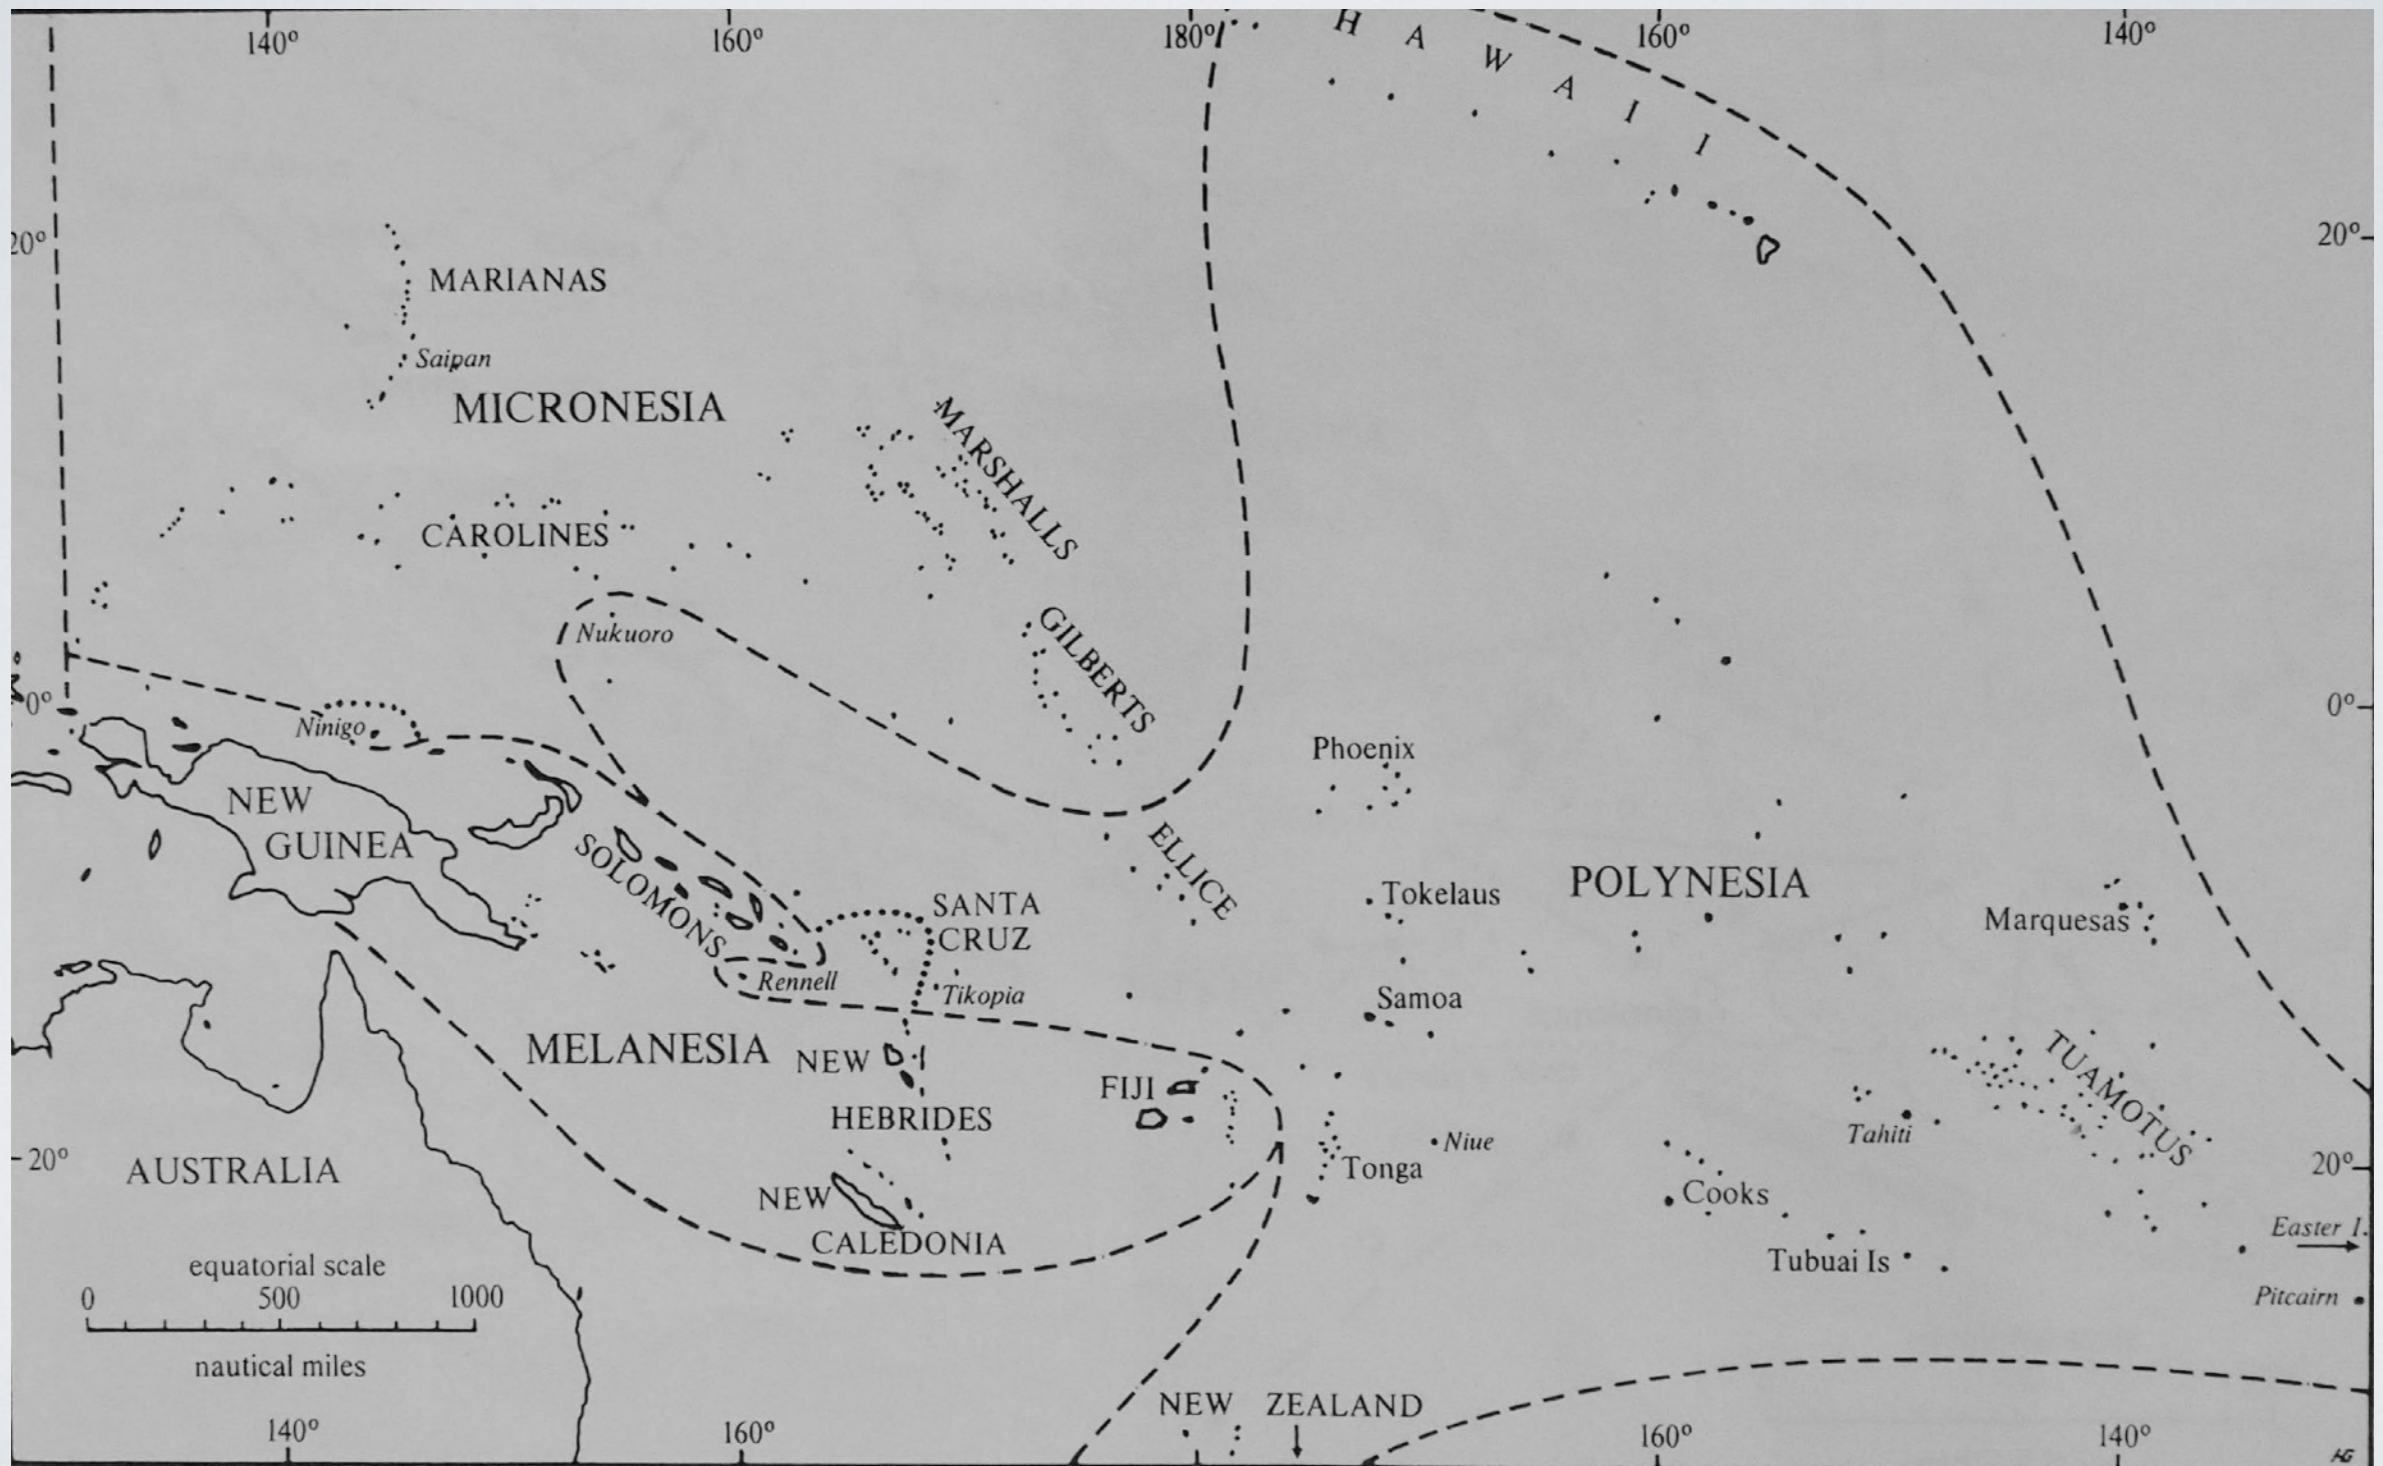 140°
160°
180°
160°
140°
HAWAII
20°
20°
MARIANAS
Saipan
MICRONESIA
MARSHALLS
CAROLINES
GILBERTS
Nukuoro
0°
0°
Ninigo
Phoenix
NEW
GUINEA
SOLOMONS
ELLICE
SANTA
CRUZ
Tokelaus
POLYNESIA
Marquesas
Rennell
Tikopia
Samoa
MELANESIA
NEW
HEBRIDES
FIJI
TUAMOTUS
Tahiti
Niue
Tonga
20°
AUSTRALIA
20°
NEW
CALEDONIA
Cooks
Easter I.
Tubuai Is
Pitcairn
equatorial scale
0 500 1000
nautical miles
NEW ZEALAND
140°
160°
160°
140°
HG